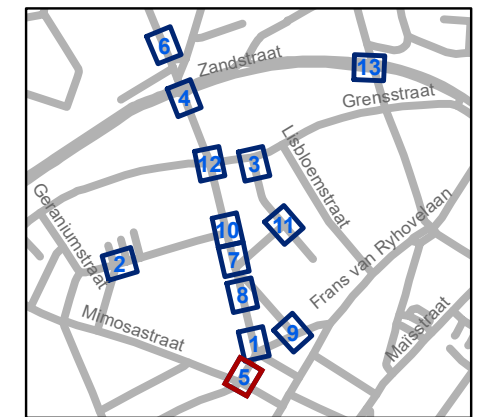 6
Zandstraat
13
4
Grensstraat
Lisbloemstraat
12
3
Geraniumstraat
11
10
7
2
Frans van Ryhovelaan
8
Mimosastraat
9
1
Maïsstraat
5